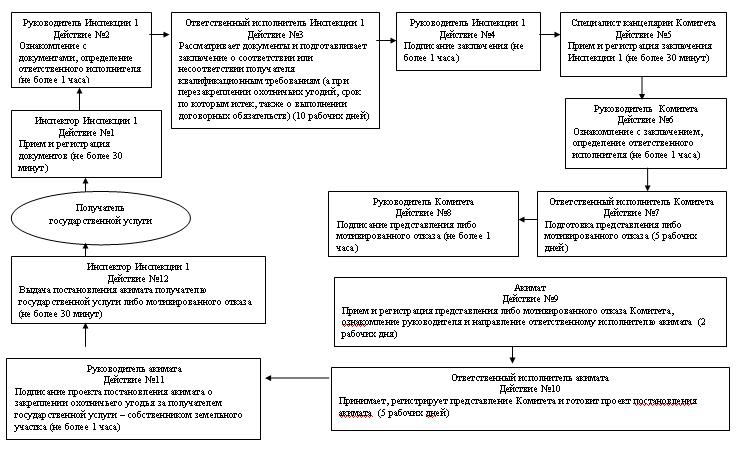 Руководитель Инспекции 1
Действие №2
Ознакомление с
документами, определение
ответственного исполнителя
(не более 1 часа)
Ответственный исполнитель Инспекции 1
Действие №3
Рассматривает документы и подготавливает
заключение о соответствии или
несоответствии получателя
квалификационным требованиям (а при
перезакреплении охотничьих угодий, срок
по которым истек, также о выполнении
договорных обязательств) (10 рабочих дней)
Руководитель Инспекции 1
Действие №4
Подписание заключения (не
более 1 часа)
Специалист канцелярии Комитета
Действие №5
Прием и регистрация заключения
Инспекции 1 (не более 30 минут)
Инспектор Инспекции 1
Действие №1
Прием и регистрация
документов (не более 30
минут)
Руководитель Комитета
Действие №6
Ознакомление с заключением,
определение ответственного
исполнителя (не более 1 часа)
Получатель
государственной услуги
Руководитель Комитета
Действие №8
Подписание представления либо
мотивированного отказа (не более 1
часа)
Ответственный исполнитель Комитета
Действие №7
Подготовка представления либо
мотивированного отказа (5 рабочих
дней)
Инспектор Инспекции 1
Действие №12
Выдача постановления акимата получателю
государственной услуги либо мотивированного отказа
(не более 30 минут)
Акимат
Действие №9
Прием и регистрация представления либо мотивированного отказа Комитета,
ознакомление руководителя и направление ответственному исполнителю акимата (2
рабочих дня)
Руководитель акимата
Действие №11
Подписание проекта постановления акимата о
закреплении охотничьего угодья за получателем
государственной услуги – собственником земельного
участка (не более 1 часа)
Ответственный исполнитель акимата
Действие №10
Принимает, регистрирует представление Комитета и готовит проект постановления
акимата (5 рабочих дней)